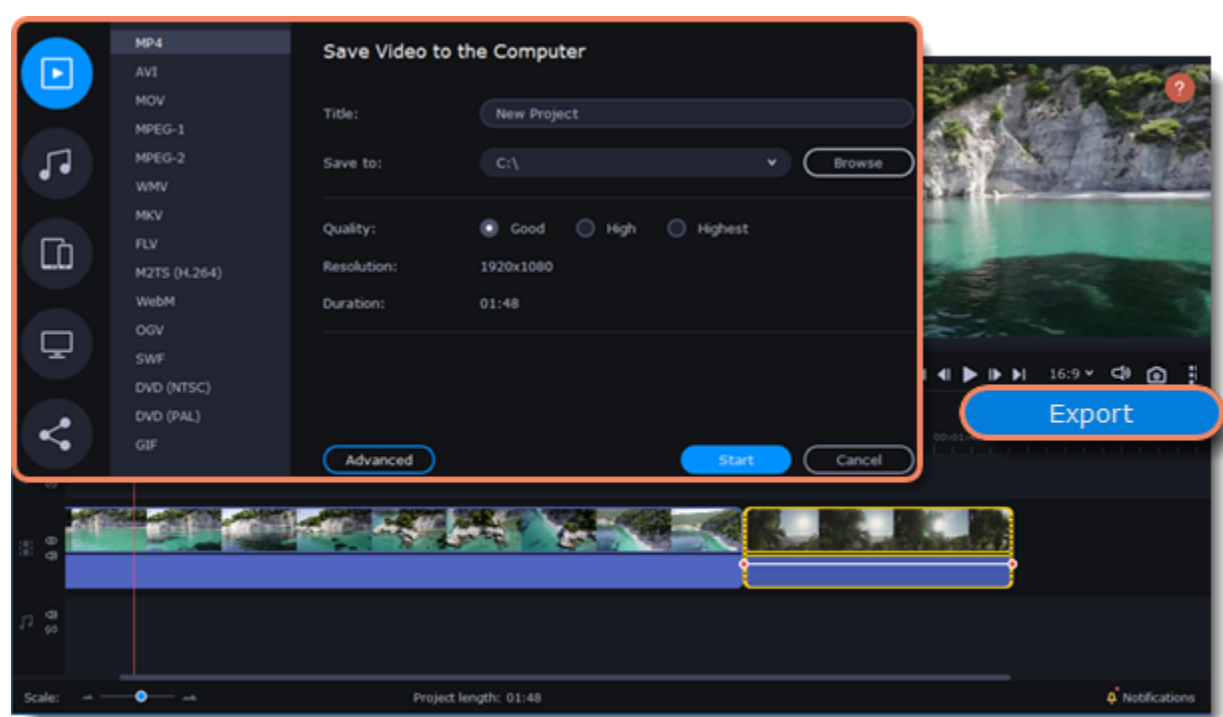 MP4
AVI
MOV
MPEG-1
MPEG-2
WMV
MKV
FLV
M2TS (H.264)
WebM
OGV
SWF
DVD (NTSC)
DVD (PAL)
GIF
Save Video to the Computer
Title: New Project
Save to: C:\ Browse
Quality: Good High Highest
Resolution: 1920x1080
Duration: 01:48
Advanced Start Cancel
?
16:9
Export
Scale: Project length: 01:48 Notifications